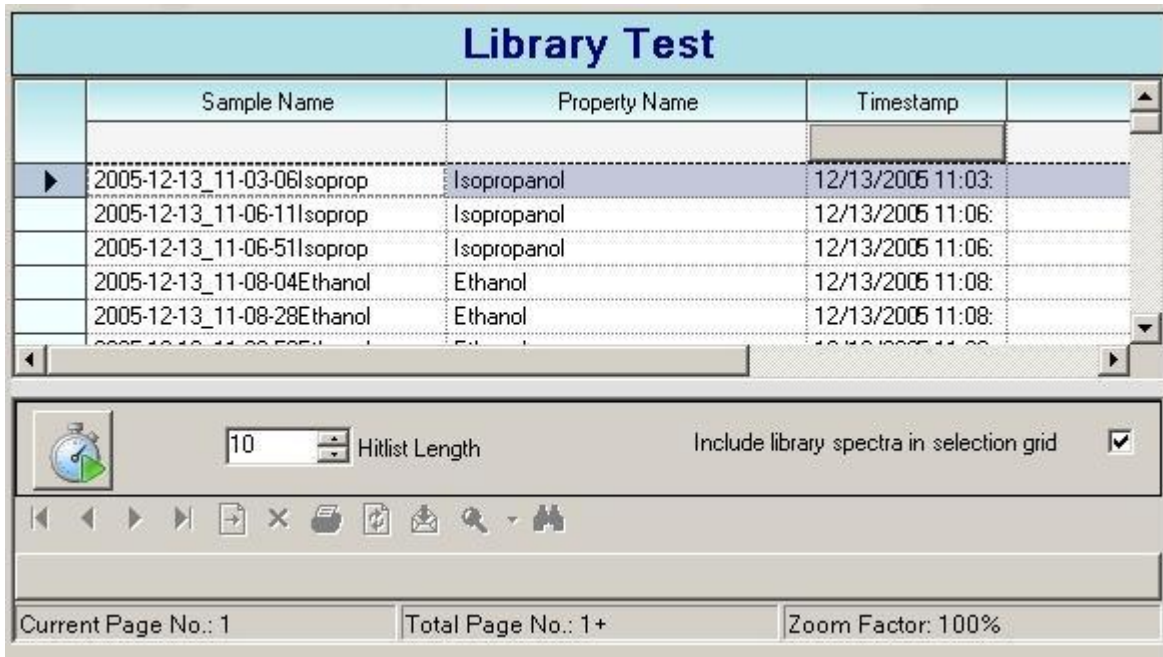 Library Test
Sample Name Property Name Timestamp
2005-12-13_11-03-06Isoprop Isopropanol 12/13/2005 11:03:
2005-12-13_11-06-11Isoprop Isopropanol 12/13/2005 11:06:
2005-12-13_11-06-51Isoprop Isopropanol 12/13/2005 11:06:
2005-12-13_11-08-04Ethanol Ethanol 12/13/2005 11:08:
2005-12-13_11-08-28Ethanol Ethanol 12/13/2005 11:08:
10 Hitlist Length Include library spectra in selection grid
Current Page No.: 1 Total Page No.: 1+ Zoom Factor: 100%